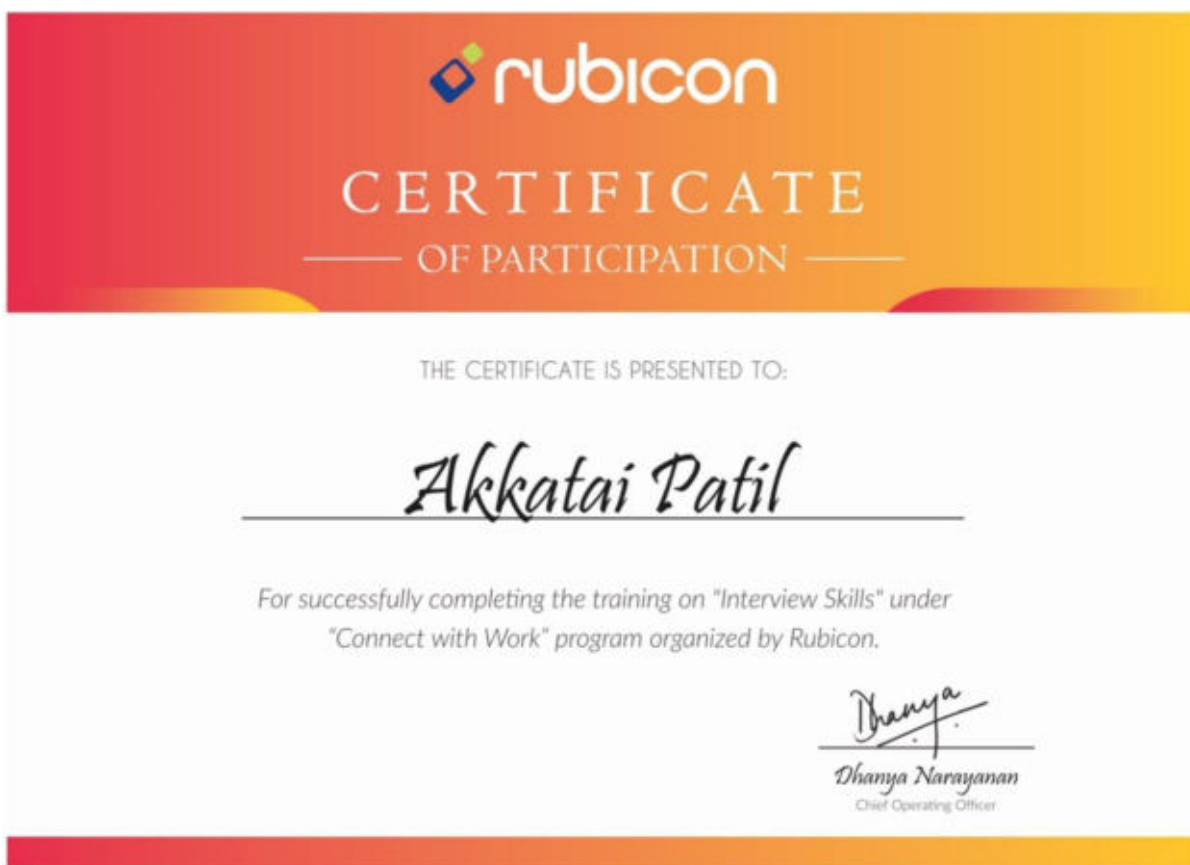 rubicon
CERTIFICATE
OF PARTICIPATION
THE CERTIFICATE IS PRESENTED TO:
Akkatai Patil
For successfully completing the training on "Interview Skills" under
"Connect with Work" program organized by Rubicon.
Dhanya
Dhanya Narayanan
Chief Operating Officer